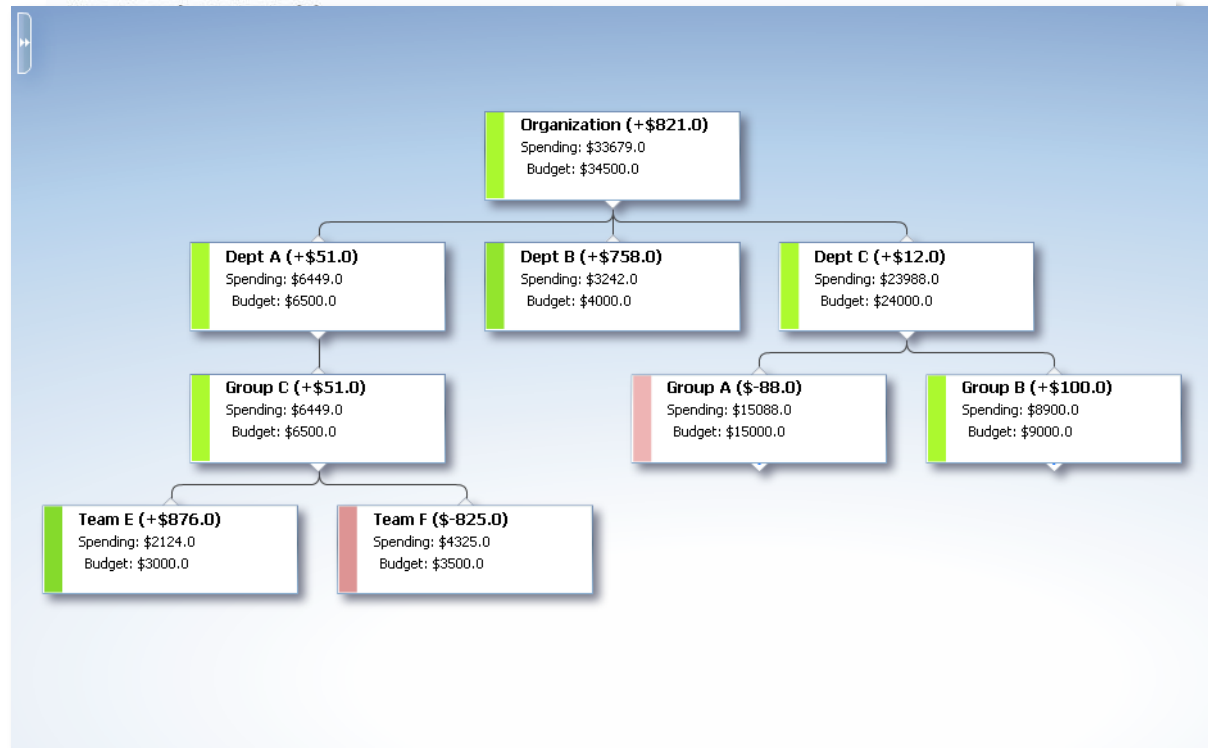 Organization (+$821.0)
Spending: $33679.0
Budget: $34500.0
Dept A (+$51.0)
Spending: $6449.0
Budget: $6500.0
Dept B (+$758.0)
Spending: $3242.0
Budget: $4000.0
Dept C (+$12.0)
Spending: $23988.0
Budget: $24000.0
Group C (+$51.0)
Spending: $6449.0
Budget: $6500.0
Group A ($-88.0)
Spending: $15088.0
Budget: $15000.0
Group B (+$100.0)
Spending: $8900.0
Budget: $9000.0
Team E (+$876.0)
Spending: $2124.0
Budget: $3000.0
Team F ($-825.0)
Spending: $4325.0
Budget: $3500.0